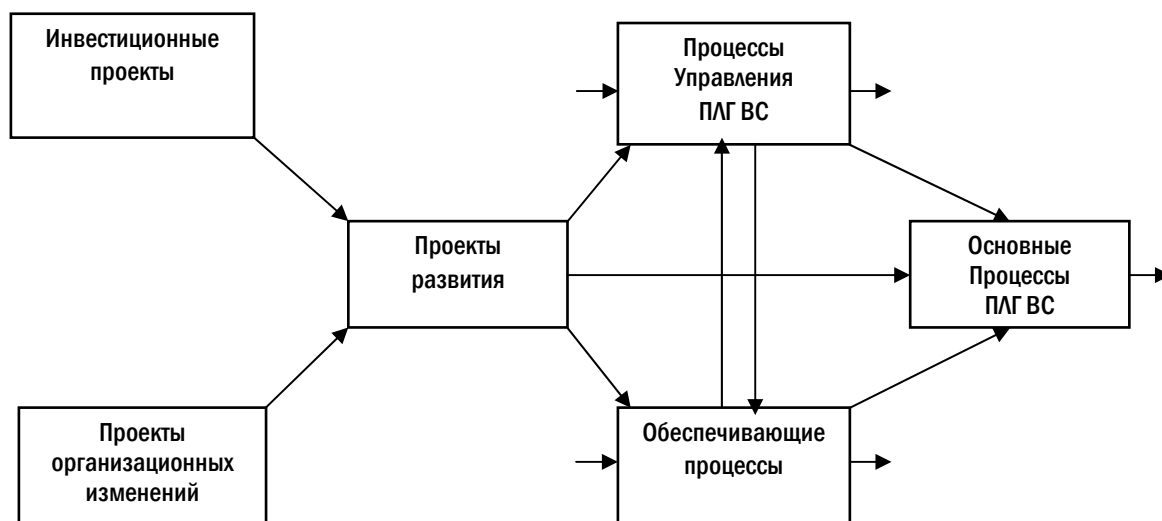 Инвестиционные
проекты
Процессы
Управления
ПЛГ ВС
Проекты
развития
Основные
Процессы
ПЛГ ВС
Проекты
организационных
изменений
Обеспечивающие
процессы